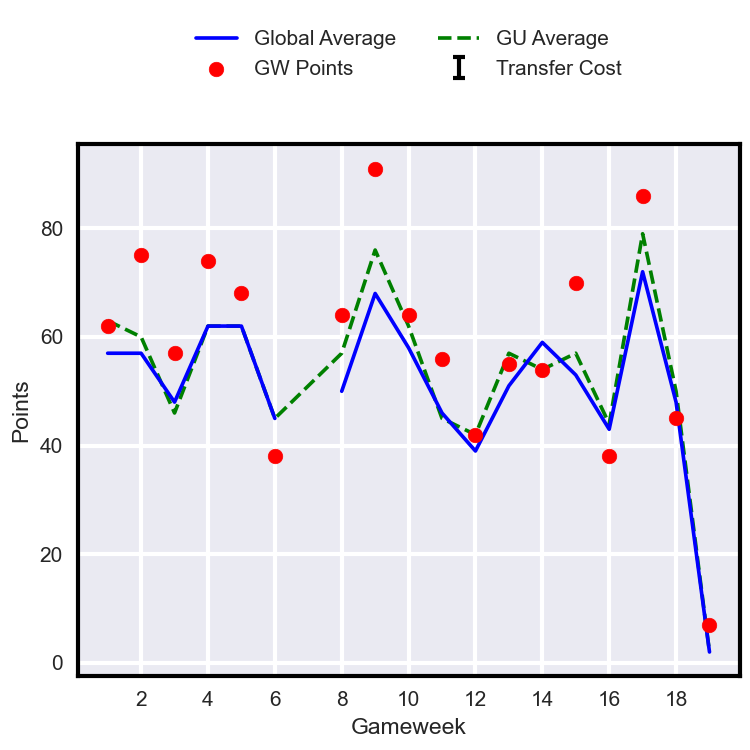 Global Average GU Average
GW Points Transfer Cost
80
60
40
20
0
Points
2 4 6 8 10 12 14 16 18
Gameweek